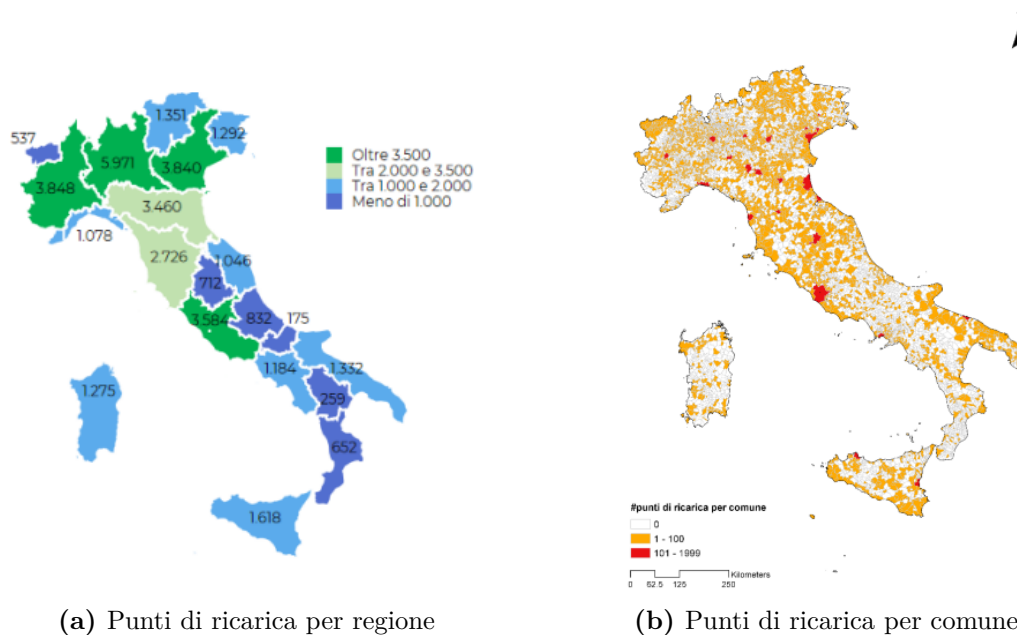 1.351
537
1.292
5.971
3.840
3.848
Oltre 3.500
Tra 2.000 e 3.500
Tra 1.000 e 2.000
Meno di 1.000
3.460
1.078
2.726
1.046
712
3.584
832
175
1.184
1.332
1.275
259
652
1.618
#punti di ricarica per comune
0
1 - 100
101 - 1999
Kilometers
0 62.5 125 250
(a) Punti di ricarica per regione
(b) Punti di ricarica per comune